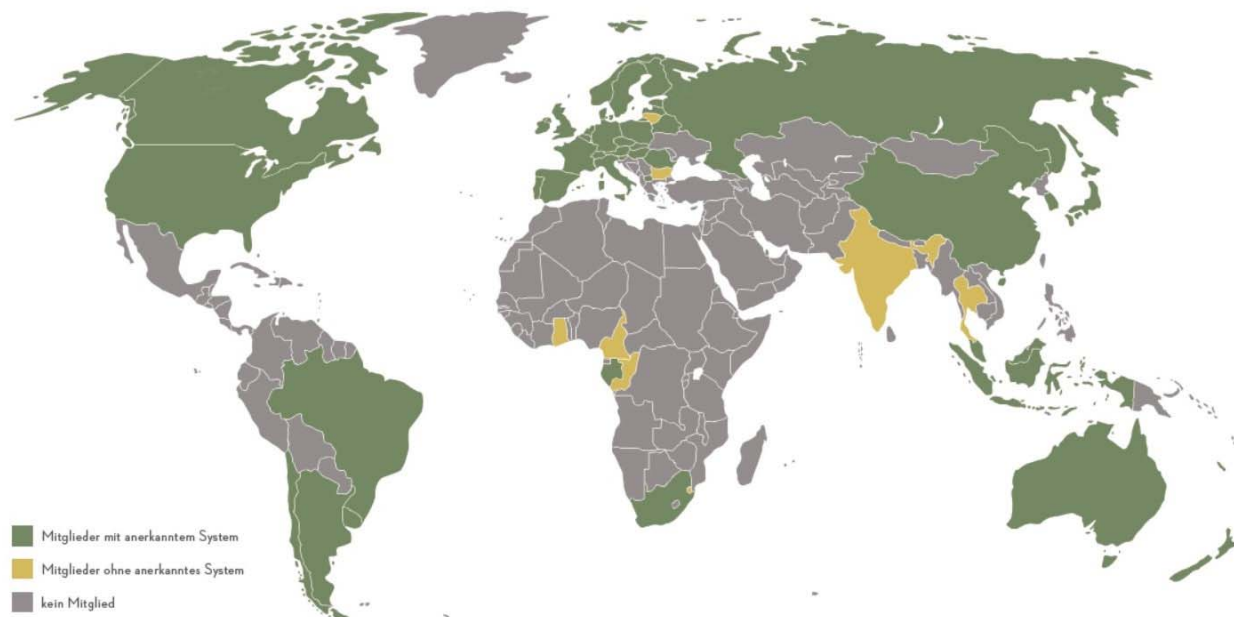 Mitglieder mit anerkanntem System
Mitglieder ohne anerkanntes System
kein Mitglied